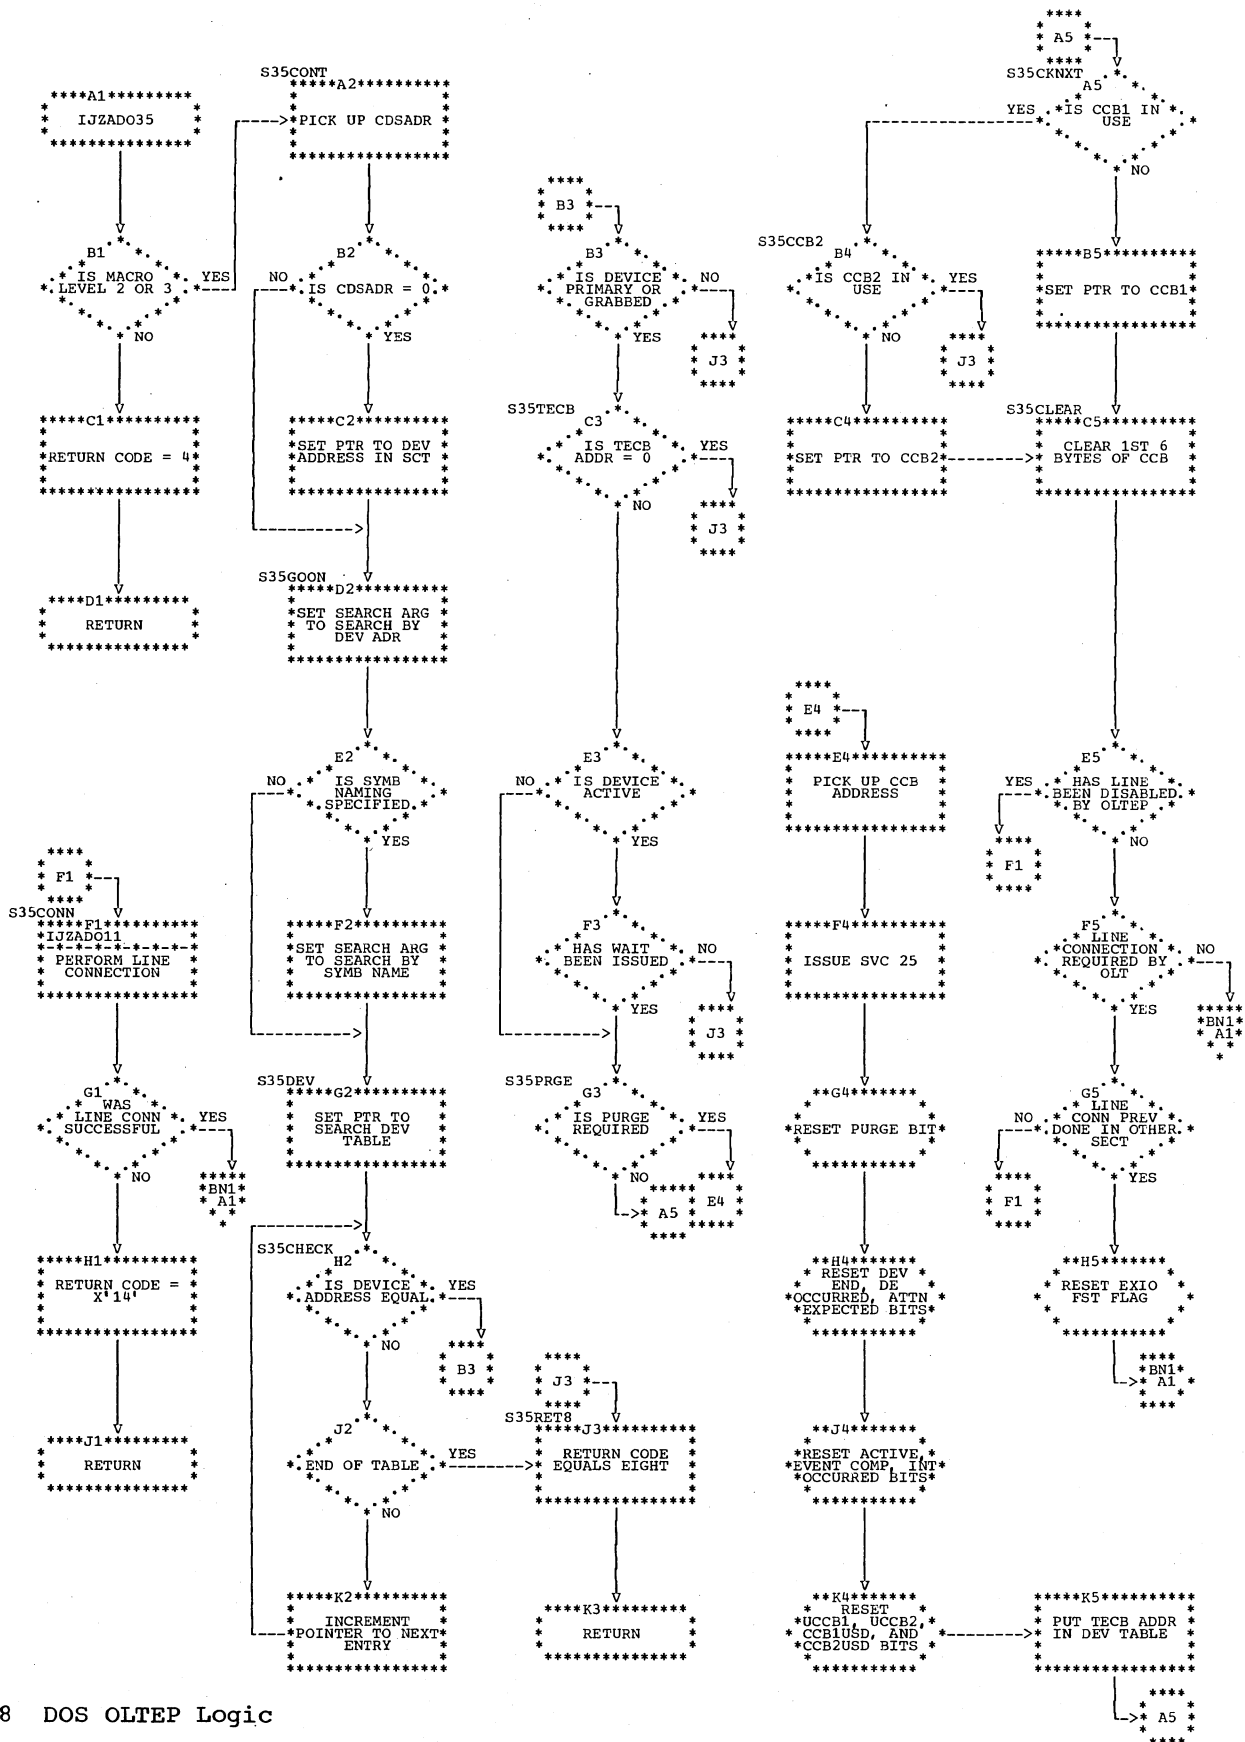 A1
IJZADO35
B1
IS MACRO
LEVEL 2 OR 3
YES
NO
C1
RETURN CODE = 4
D1
RETURN
F1
S35CONN
F1
IJZADO11
PERFORM LINE
CONNECTION
G1
WAS
LINE CONN
SUCCESSFUL
YES
BN1
A1
NO
H1
RETURN CODE =
X'14'
J1
RETURN
S35CONT
A2
PICK UP CDSADR
B2
NO
IS CDSADR = 0
YES
C2
SET PTR TO DEV
ADDRESS IN SCT
S35GOON
D2
SET SEARCH ARG
TO SEARCH BY
DEV ADR
E2
NO
IS SYMB
NAMING
SPECIFIED
YES
F2
SET SEARCH ARG
TO SEARCH BY
SYMB NAME
S35DEV
G2
SET PTR TO
SEARCH DEV
TABLE
S35CHECK
H2
IS DEVICE
ADDRESS EQUAL
YES
B3
NO
J2
END OF TABLE
YES
NO
K2
INCREMENT
POINTER TO NEXT
ENTRY
B3
B3
IS DEVICE
PRIMARY OR
GRABBED
NO
J3
YES
S35TECB
C3
IS TECB
ADDR = 0
YES
J3
NO
E3
NO
IS DEVICE
ACTIVE
YES
F3
HAS WAIT
BEEN ISSUED
NO
J3
YES
S35PRGE
G3
IS PURGE
REQUIRED
YES
E4
NO
A5
J3
S35RET8
J3
RETURN CODE
EQUALS EIGHT
K3
RETURN
S35CCB2
B4
IS CCB2 IN
USE
YES
J3
NO
C4
SET PTR TO CCB2
E4
E4
PICK UP CCB
ADDRESS
F4
ISSUE SVC 25
G4
RESET PURGE BIT
H4
RESET DEV
END, DE
OCCURRED, ATTN
EXPECTED BITS
J4
RESET ACTIVE,
EVENT COMP, INT
OCCURRED BITS
K4
RESET
UCCB1, UCCB2,
CCB1USD, AND
CCB2USD BITS
A5
S35CKNXT
A5
YES
IS CCB1 IN
USE
NO
B5
SET PTR TO CCB1
S35CLEAR
C5
CLEAR 1ST 6
BYTES OF CCB
E5
YES
HAS LINE
BEEN DISABLED
BY OLTEP
F1
NO
F5
LINE
CONNECTION
REQUIRED BY
OLT
NO
BN1
A1
YES
G5
LINE
CONN PREV
DONE IN OTHER
SECT
NO
F1
YES
H5
RESET EXIO
FST FLAG
BN1
A1
K5
PUT TECB ADDR
IN DEV TABLE
A5
8 DOS OLTEP Logic